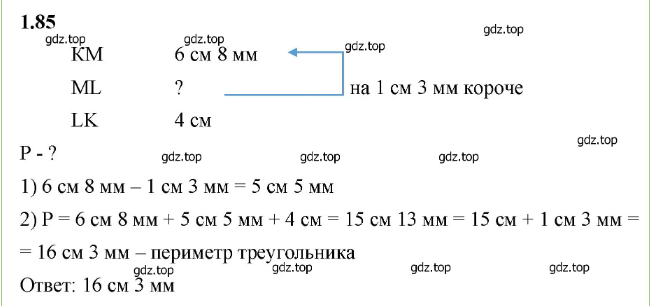 1.85
gdz.top gdz.top gdz.top
КМ 6 см 8 мм
ML ? на 1 см 3 мм короче
LK 4 см
gdz.top
Р - ?
gdz.top gdz.top gdz.top
1) 6 см 8 мм – 1 см 3 мм = 5 см 5 мм
2) Р = 6 см 8 мм + 5 см 5 мм + 4 см = 15 см 13 мм = 15 см + 1 см 3 мм =
= 16 см 3 мм – периметр треугольника
gdz.top gdz.top gdz.top gdz.top
Ответ: 16 см 3 мм